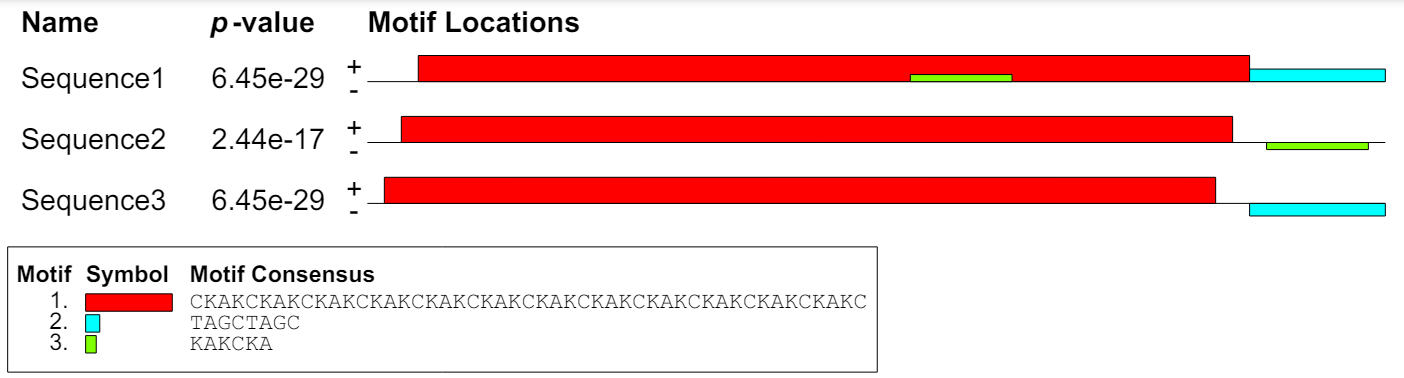 Name p-value Motif Locations
Sequence1 6.45e-29 + -
Sequence2 2.44e-17 + -
Sequence3 6.45e-29 + -
Motif Symbol Motif Consensus
1. CKAKCKAKCKAKCKAKCKAKCKAKCKAKCKAKCKAKCKAKCKAKCKAKC
2. TAGCTAGC
3. KAKCKA